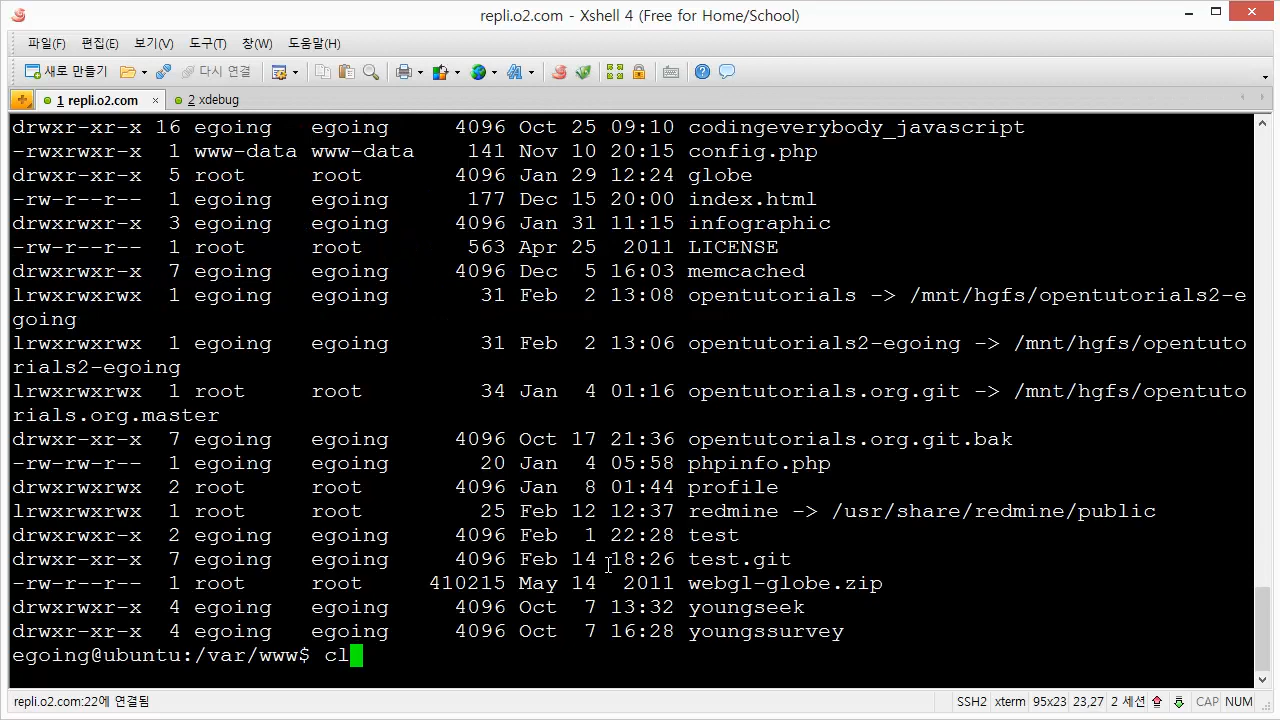 repli.o2.com - Xshell 4 (Free for Home/School)
파일(F) 편집(E) 보기(V) 도구(T) 창(W) 도움말(H)
새로 만들기 다시 연결
1 repli.o2.com × 2 xdebug
drwxr-xr-x 16 egoing   egoing     4096 Oct 25 09:10 codingeverybody_javascript
-rwxrwxr-x  1 www-data www-data    141 Nov 10 20:15 config.php
drwxr-xr-x  5 root     root       4096 Jan 29 12:24 globe
-rw-r--r--  1 egoing   egoing      177 Dec 15 20:00 index.html
drwxrwxr-x  3 egoing   egoing     4096 Jan 31 11:15 infographic
-rw-r--r--  1 root     root        563 Apr 25  2011 LICENSE
drwxrwxr-x  7 egoing   egoing     4096 Dec  5 16:03 memcached
lrwxrwxrwx  1 egoing   egoing       31 Feb  2 13:08 opentutorials -> /mnt/hgfs/opentutorials2-e
going
lrwxrwxrwx  1 egoing   egoing       31 Feb  2 13:06 opentutorials2-egoing -> /mnt/hgfs/opentuto
rials2-egoing
lrwxrwxrwx  1 root     root         34 Jan  4 01:16 opentutorials.org.git -> /mnt/hgfs/opentuto
rials.org.master
drwxr-xr-x  7 egoing   egoing     4096 Oct 17 21:36 opentutorials.org.git.bak
-rw-rw-r--  1 egoing   egoing       20 Jan  4 05:58 phpinfo.php
drwxrwxrwx  2 root     root       4096 Jan  8 01:44 profile
lrwxrwxrwx  1 root     root         25 Feb 12 12:37 redmine -> /usr/share/redmine/public
drwxrwxr-x  2 egoing   egoing     4096 Feb  1 22:28 test
drwxrwxr-x  7 egoing   egoing     4096 Feb 14 18:26 test.git
-rw-r--r--  1 root     root     410215 May 14  2011 webgl-globe.zip
drwxr-xr-x  4 egoing   egoing     4096 Oct  7 13:32 youngseek
drwxr-xr-x  4 egoing   egoing     4096 Oct  7 16:28 youngssurvey
egoing@ubuntu:/var/www$ cl
repli.o2.com:22에 연결됨 SSH2 xterm 95x23 23,27 2 세션 CAP NUM